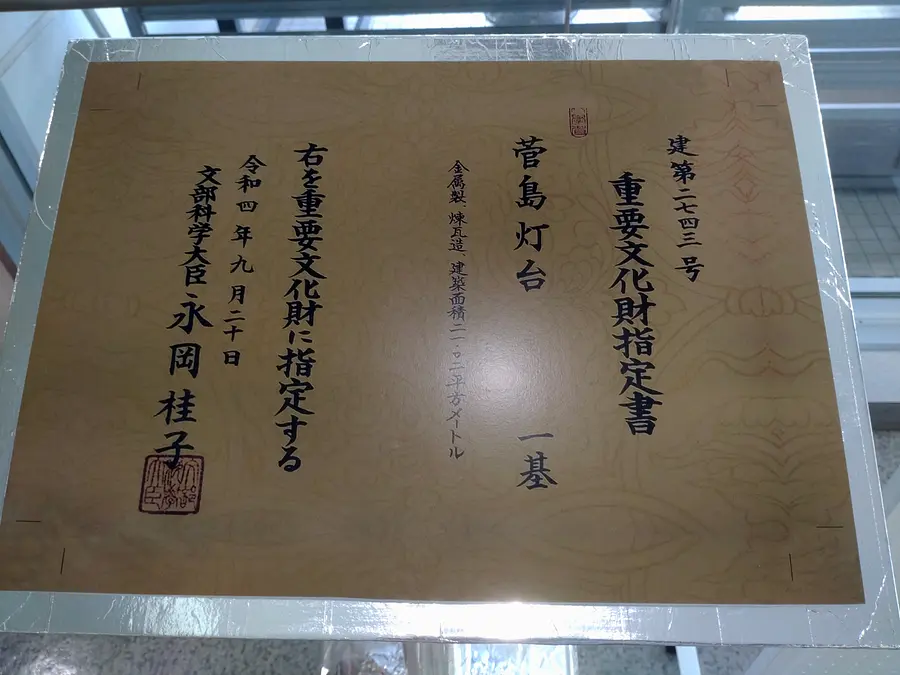 建第二七四三号
重要文化財指定書
菅島灯台 一基
金属製、煉瓦造、建築面積二一・〇二平方メートル
右を重要文化財に指定する
令和四年九月二十日
文部科学大臣 永岡桂子